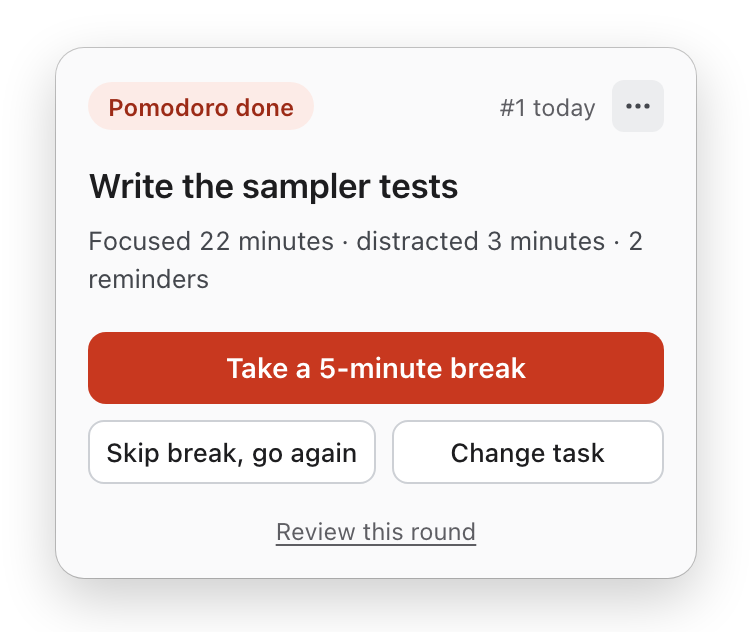 Pomodoro done
#1 today
Write the sampler tests
Focused 22 minutes · distracted 3 minutes · 2
reminders
Take a 5-minute break
Skip break, go again
Change task
Review this round